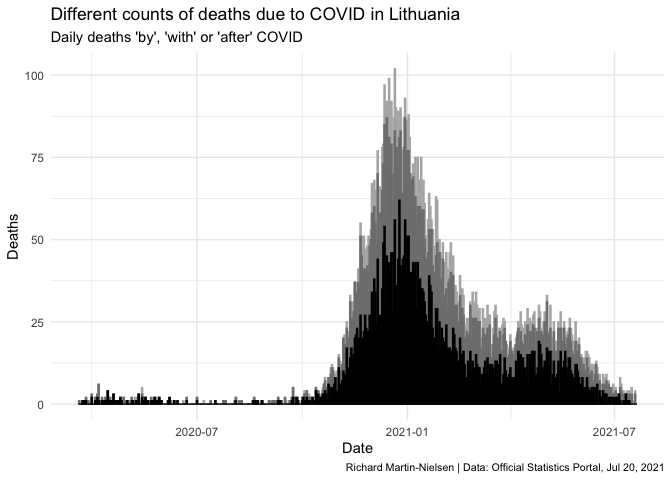 Different counts of deaths due to COVID in Lithuania
Daily deaths 'by', 'with' or 'after' COVID
100
75
50
25
0
Deaths
2020-07
2021-01
2021-07
Date
Richard Martin-Nielsen | Data: Official Statistics Portal, Jul 20, 2021